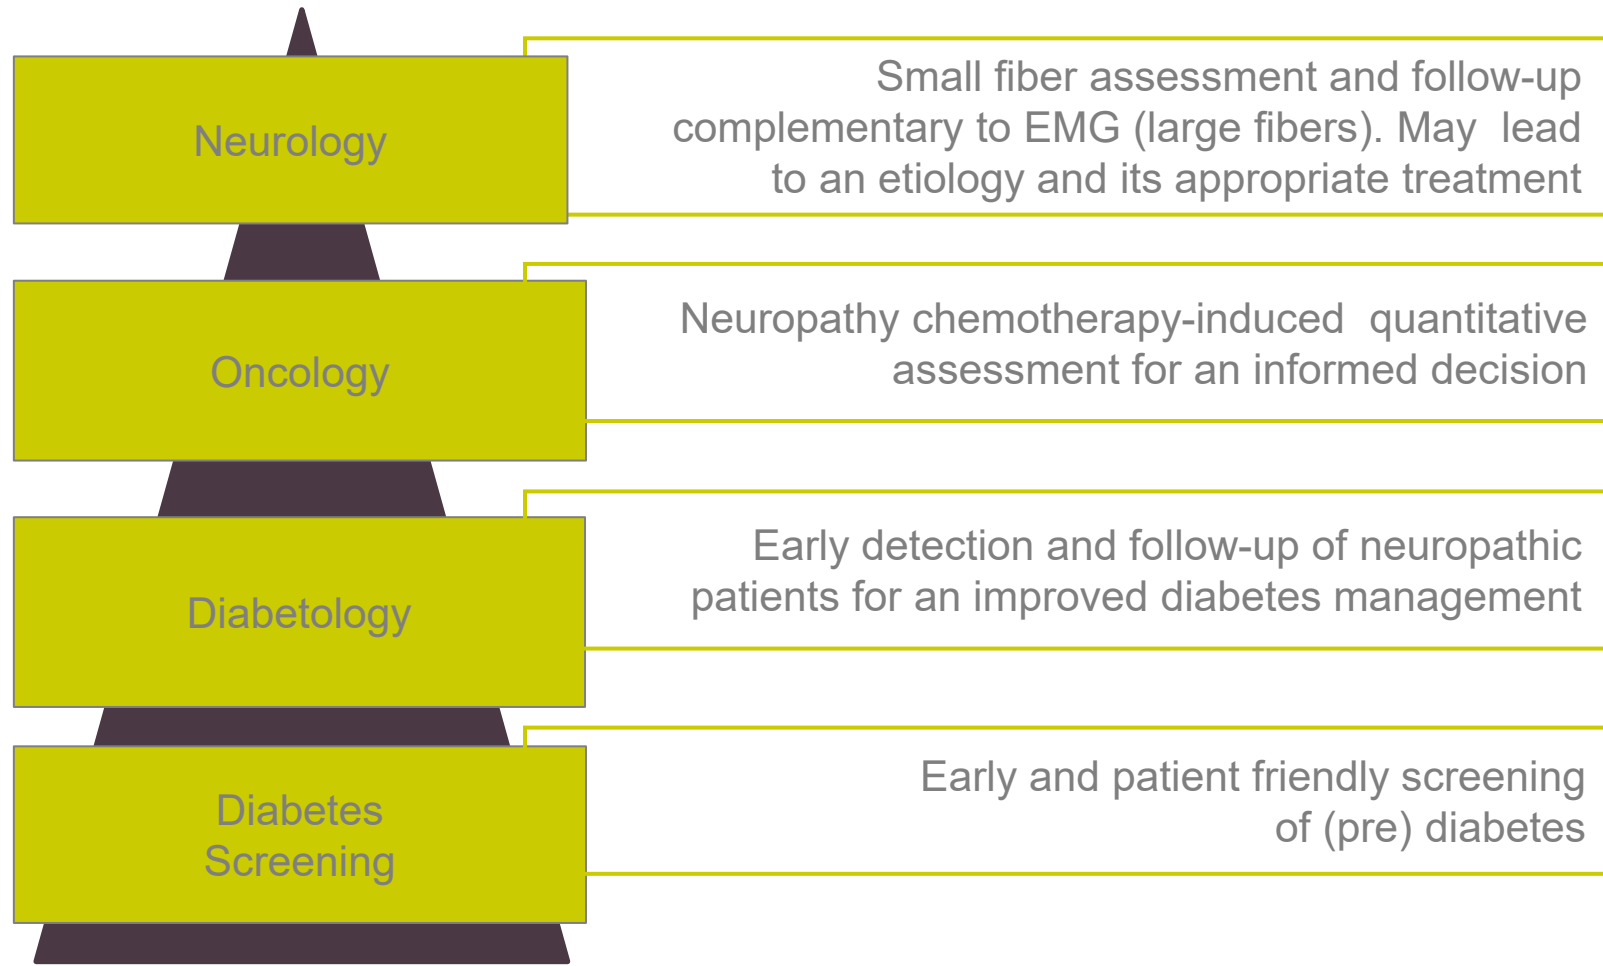 Neurology
Small fiber assessment and follow-up
complementary to EMG (large fibers). May  lead
to an etiology and its appropriate treatment
Oncology
Neuropathy chemotherapy-induced  quantitative
assessment for an informed decision
Diabetology
Early detection and follow-up of neuropathic
patients for an improved diabetes management
Diabetes
Screening
Early and patient friendly screening
of (pre) diabetes